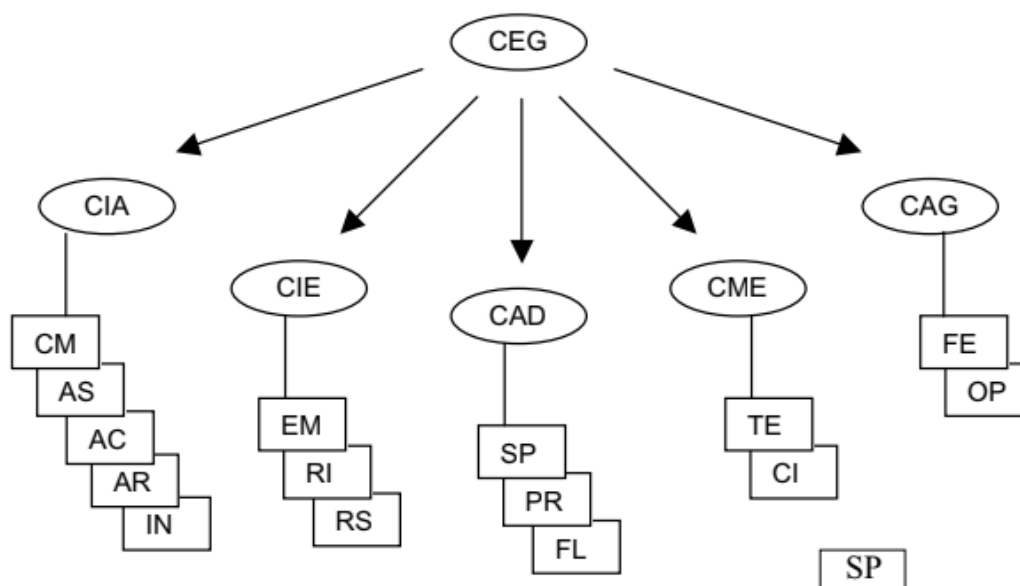 CEG
CIA
CAG
CIE
CME
CAD
CM
FE
AS
OP
AC
EM
TE
SP
AR
RI
CI
PR
IN
RS
FL
SP